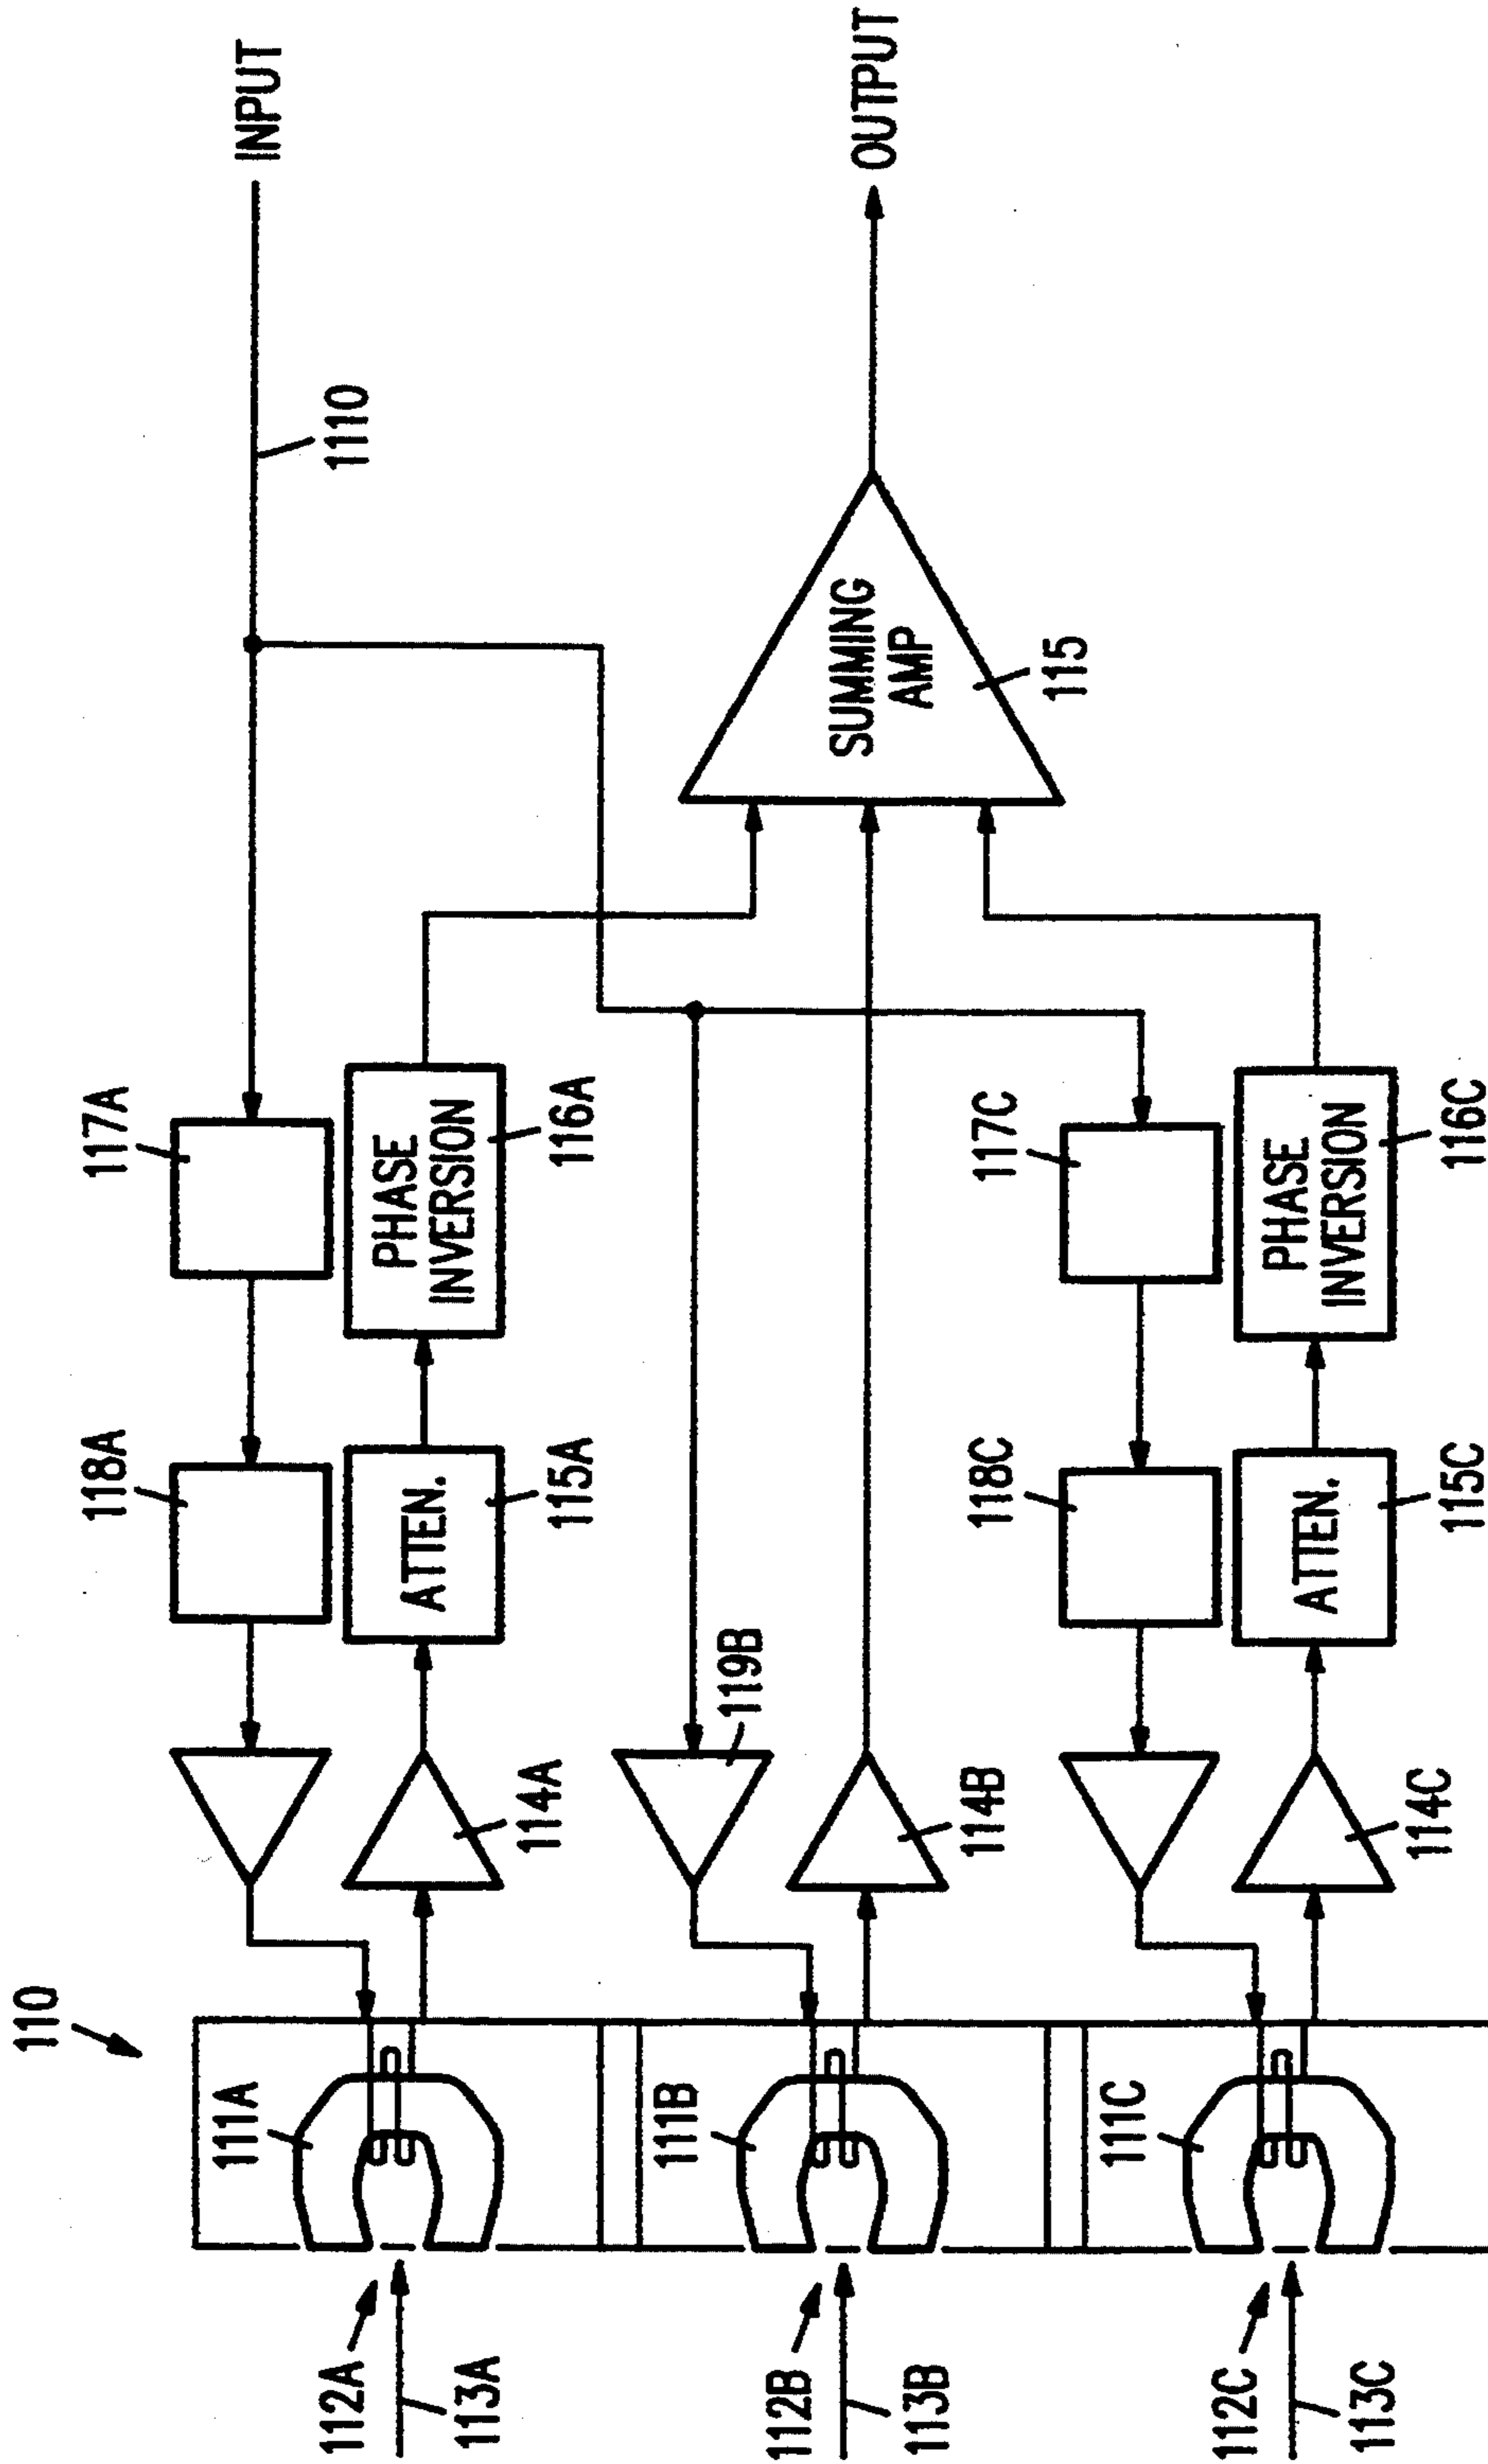 110
INPUT
1110
117A
118A
111A
PHASE
INVERSION
116A
ATTEN.
115A
114A
112A
113A
OUTPUT
SUMMING
AMP
115
119B
111B
114B
112B
113B
117C
118C
111C
PHASE
INVERSION
116C
ATTEN.
115C
114C
112C
113C